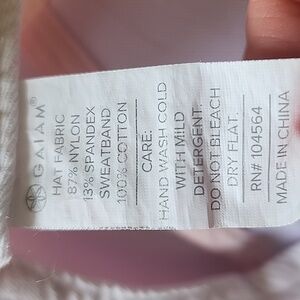 GAIAM®
HAT FABRIC
87% NYLON
13% SPANDEX
SWEATBAND
100% COTTON
CARE:
HAND WASH COLD
WITH MILD
DETERGENT.
DO NOT BLEACH
DRY FLAT.
RN# 104564
MADE IN CHINA